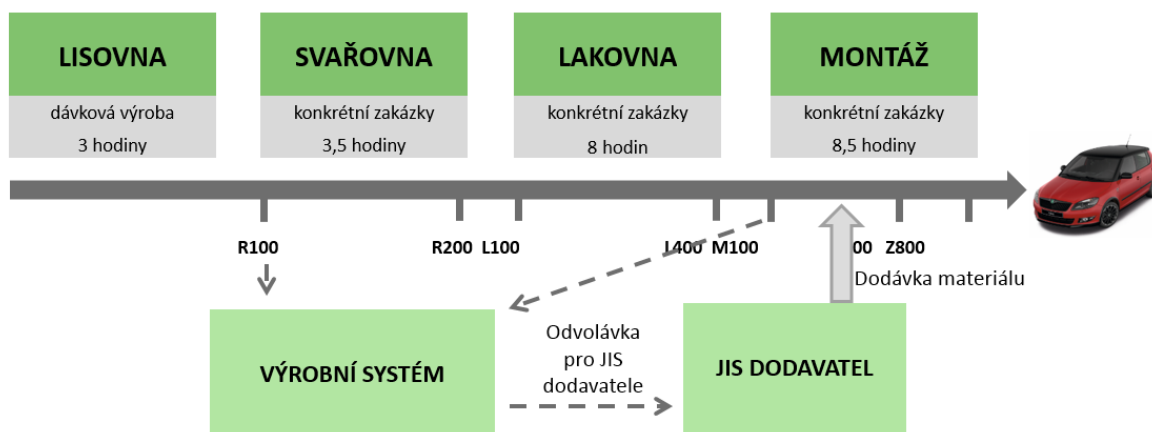 LISOVNA
dávková výroba
3 hodiny
SVAŘOVNA
konkrétní zakázky
3,5 hodiny
LAKOVNA
konkrétní zakázky
8 hodin
MONTÁŽ
konkrétní zakázky
8,5 hodiny
R100
R200
L100
L400
M100
Z800
Dodávka materiálu
VÝROBNÍ SYSTÉM
Odvolávka
pro JIS
dodavatele
JIS DODAVATEL